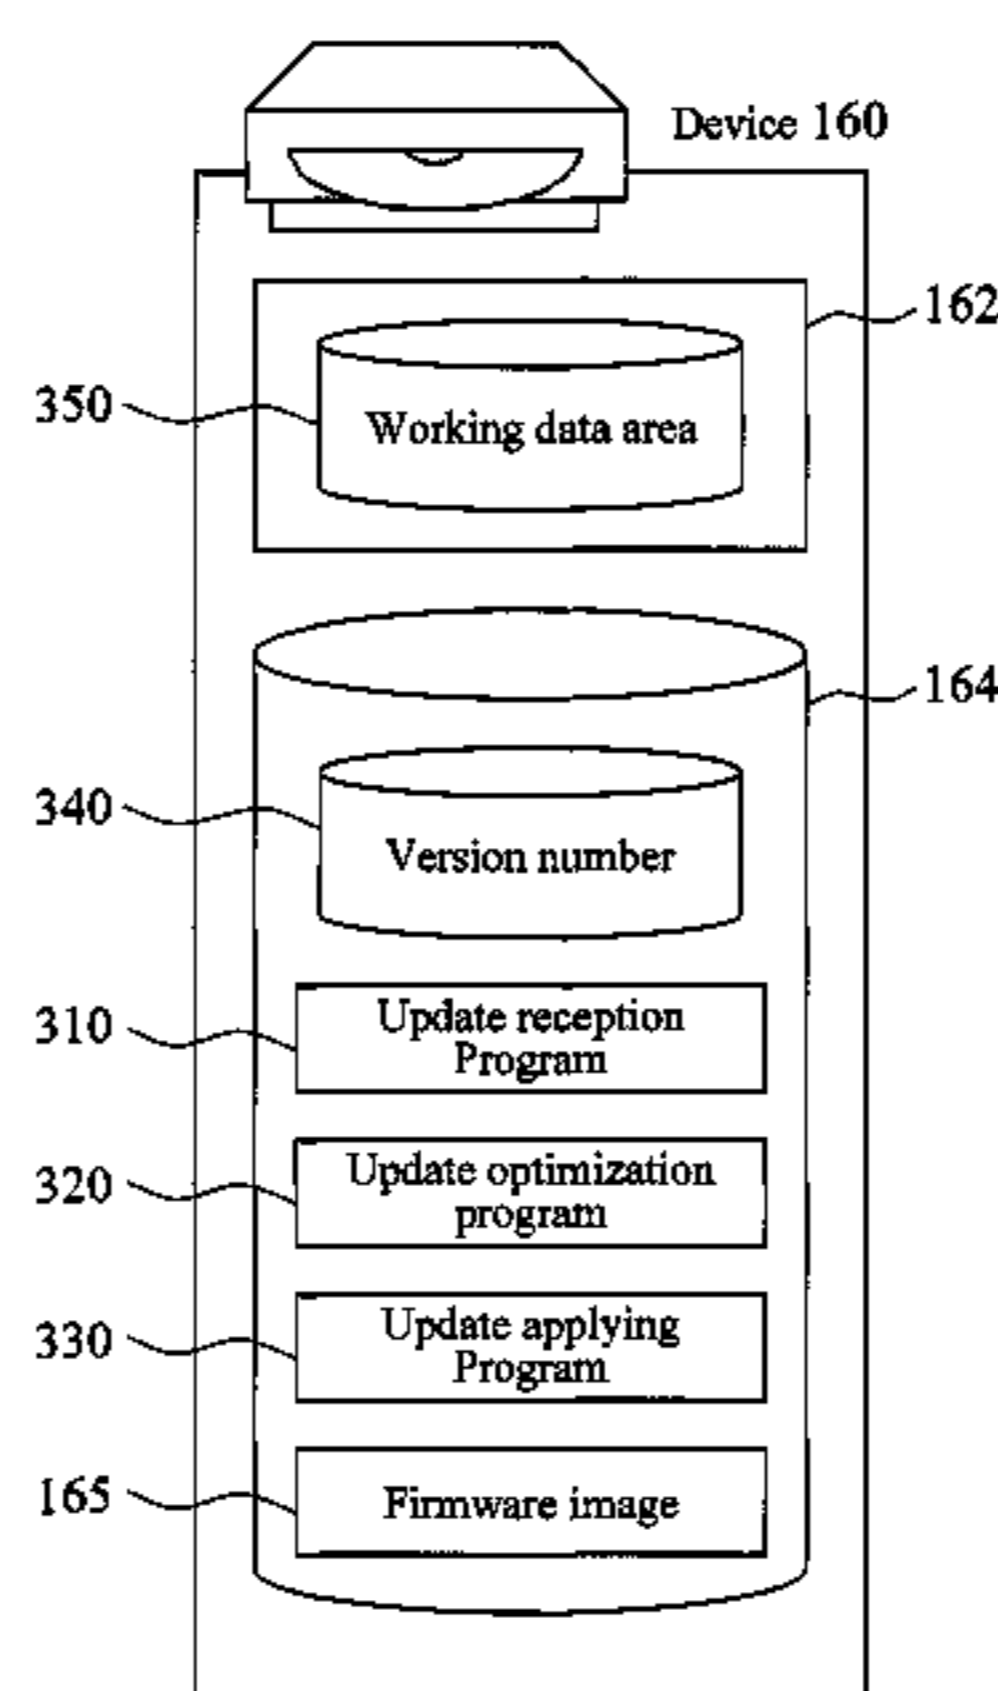 Device 160
162
350
Working data area
164
340
Version number
310
Update reception
Program
320
Update optimization
program
330
Update applying
Program
165
Firmware image